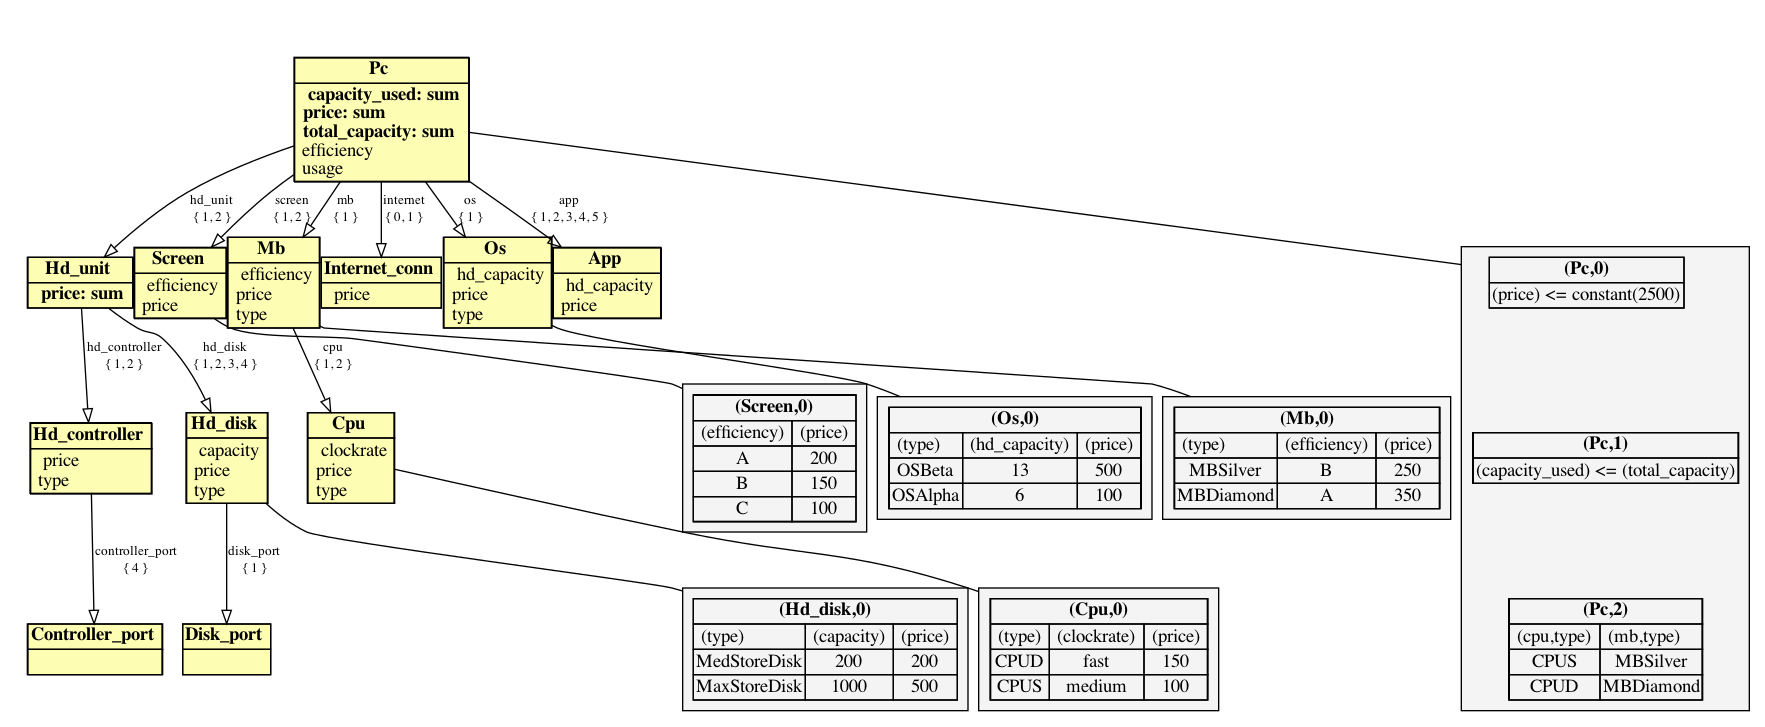 Pc
capacity_used: sum
price: sum
total_capacity: sum
efficiency
usage
hd_unit
{ 1, 2 }
screen
{ 1, 2 }
mb
{ 1 }
internet
{ 0, 1 }
os
{ 1 }
app
{ 1, 2, 3, 4, 5 }
Hd_unit
price: sum
Screen
efficiency
price
Mb
efficiency
price
type
Internet_conn
price
Os
hd_capacity
price
type
App
hd_capacity
price
(Pc,0)
(price) <= constant(2500)
hd_controller
{ 1, 2 }
hd_disk
{ 1, 2, 3, 4 }
cpu
{ 1, 2 }
Hd_controller
price
type
Hd_disk
capacity
price
type
Cpu
clockrate
price
type
(Screen,0)
(efficiency) (price)
A 200
B 150
C 100
(Os,0)
(type) (hd_capacity) (price)
OSBeta 13 500
OSAlpha 6 100
(Mb,0)
(type) (efficiency) (price)
MBSilver B 250
MBDiamond A 350
(Pc,1)
(capacity_used) <= (total_capacity)
controller_port
{ 4 }
disk_port
{ 1 }
Controller_port
Disk_port
(Hd_disk,0)
(type) (capacity) (price)
MedStoreDisk 200 200
MaxStoreDisk 1000 500
(Cpu,0)
(type) (clockrate) (price)
CPUD fast 150
CPUS medium 100
(Pc,2)
(cpu,type) (mb,type)
CPUS MBSilver
CPUD MBDiamond